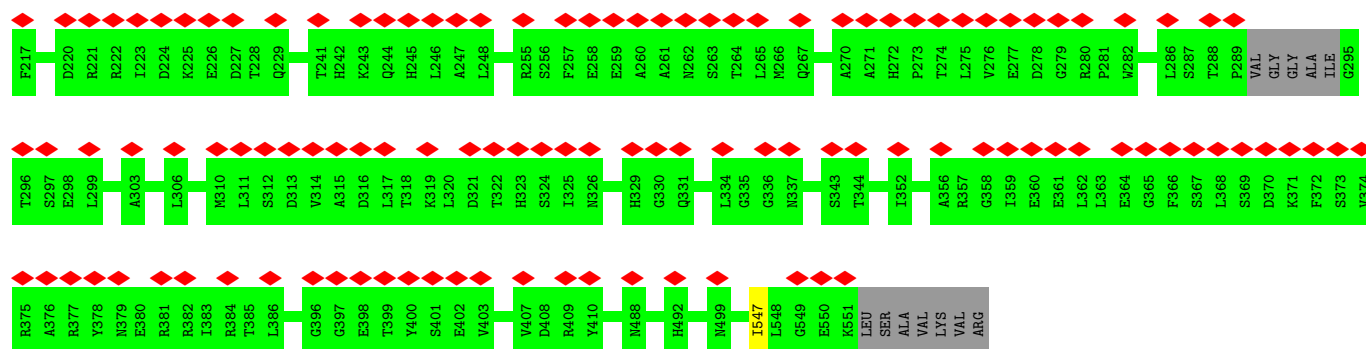 F217 D220 R221 R222 I223 D224 K225 E226 D227 T228 Q229 T241 H242 K243 Q244 H245 L246 A247 L248 R255 S256 F257 E258 E259 A260 A261 N262 S263 T264 L265 M266 Q267 A270 A271 H272 P273 T274 L275 V276 E277 D278 G279 R280 P281 W282 L286 S287 T288 P289 VAL GLY GLY ALA ILE G295
T296 S297 E298 L299 A303 L306 M310 L311 S312 D313 V314 A315 D316 L317 T318 K319 L320 D321 T322 H323 S324 I325 N326 H329 G330 Q331 L334 G335 G336 N337 S343 T344 I352 A356 R357 G358 I359 E360 E361 L362 L363 E364 G365 F366 S367 L368 S369 D370 K371 F372 S373 V374
R375 A376 R377 Y378 N379 E380 R381 R382 I383 R384 T385 L386 G396 G397 E398 T399 Y400 S401 E402 V403 V407 D408 R409 Y410 N488 H492 N499 I547 L548 G549 E550 K551 LEU SER ALA VAL LYS VAL ARG